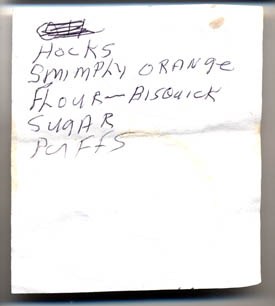 HOCKS
SMIMPLY ORANGE
FLOUR—BISQUICK
SUGAR
PUFFS